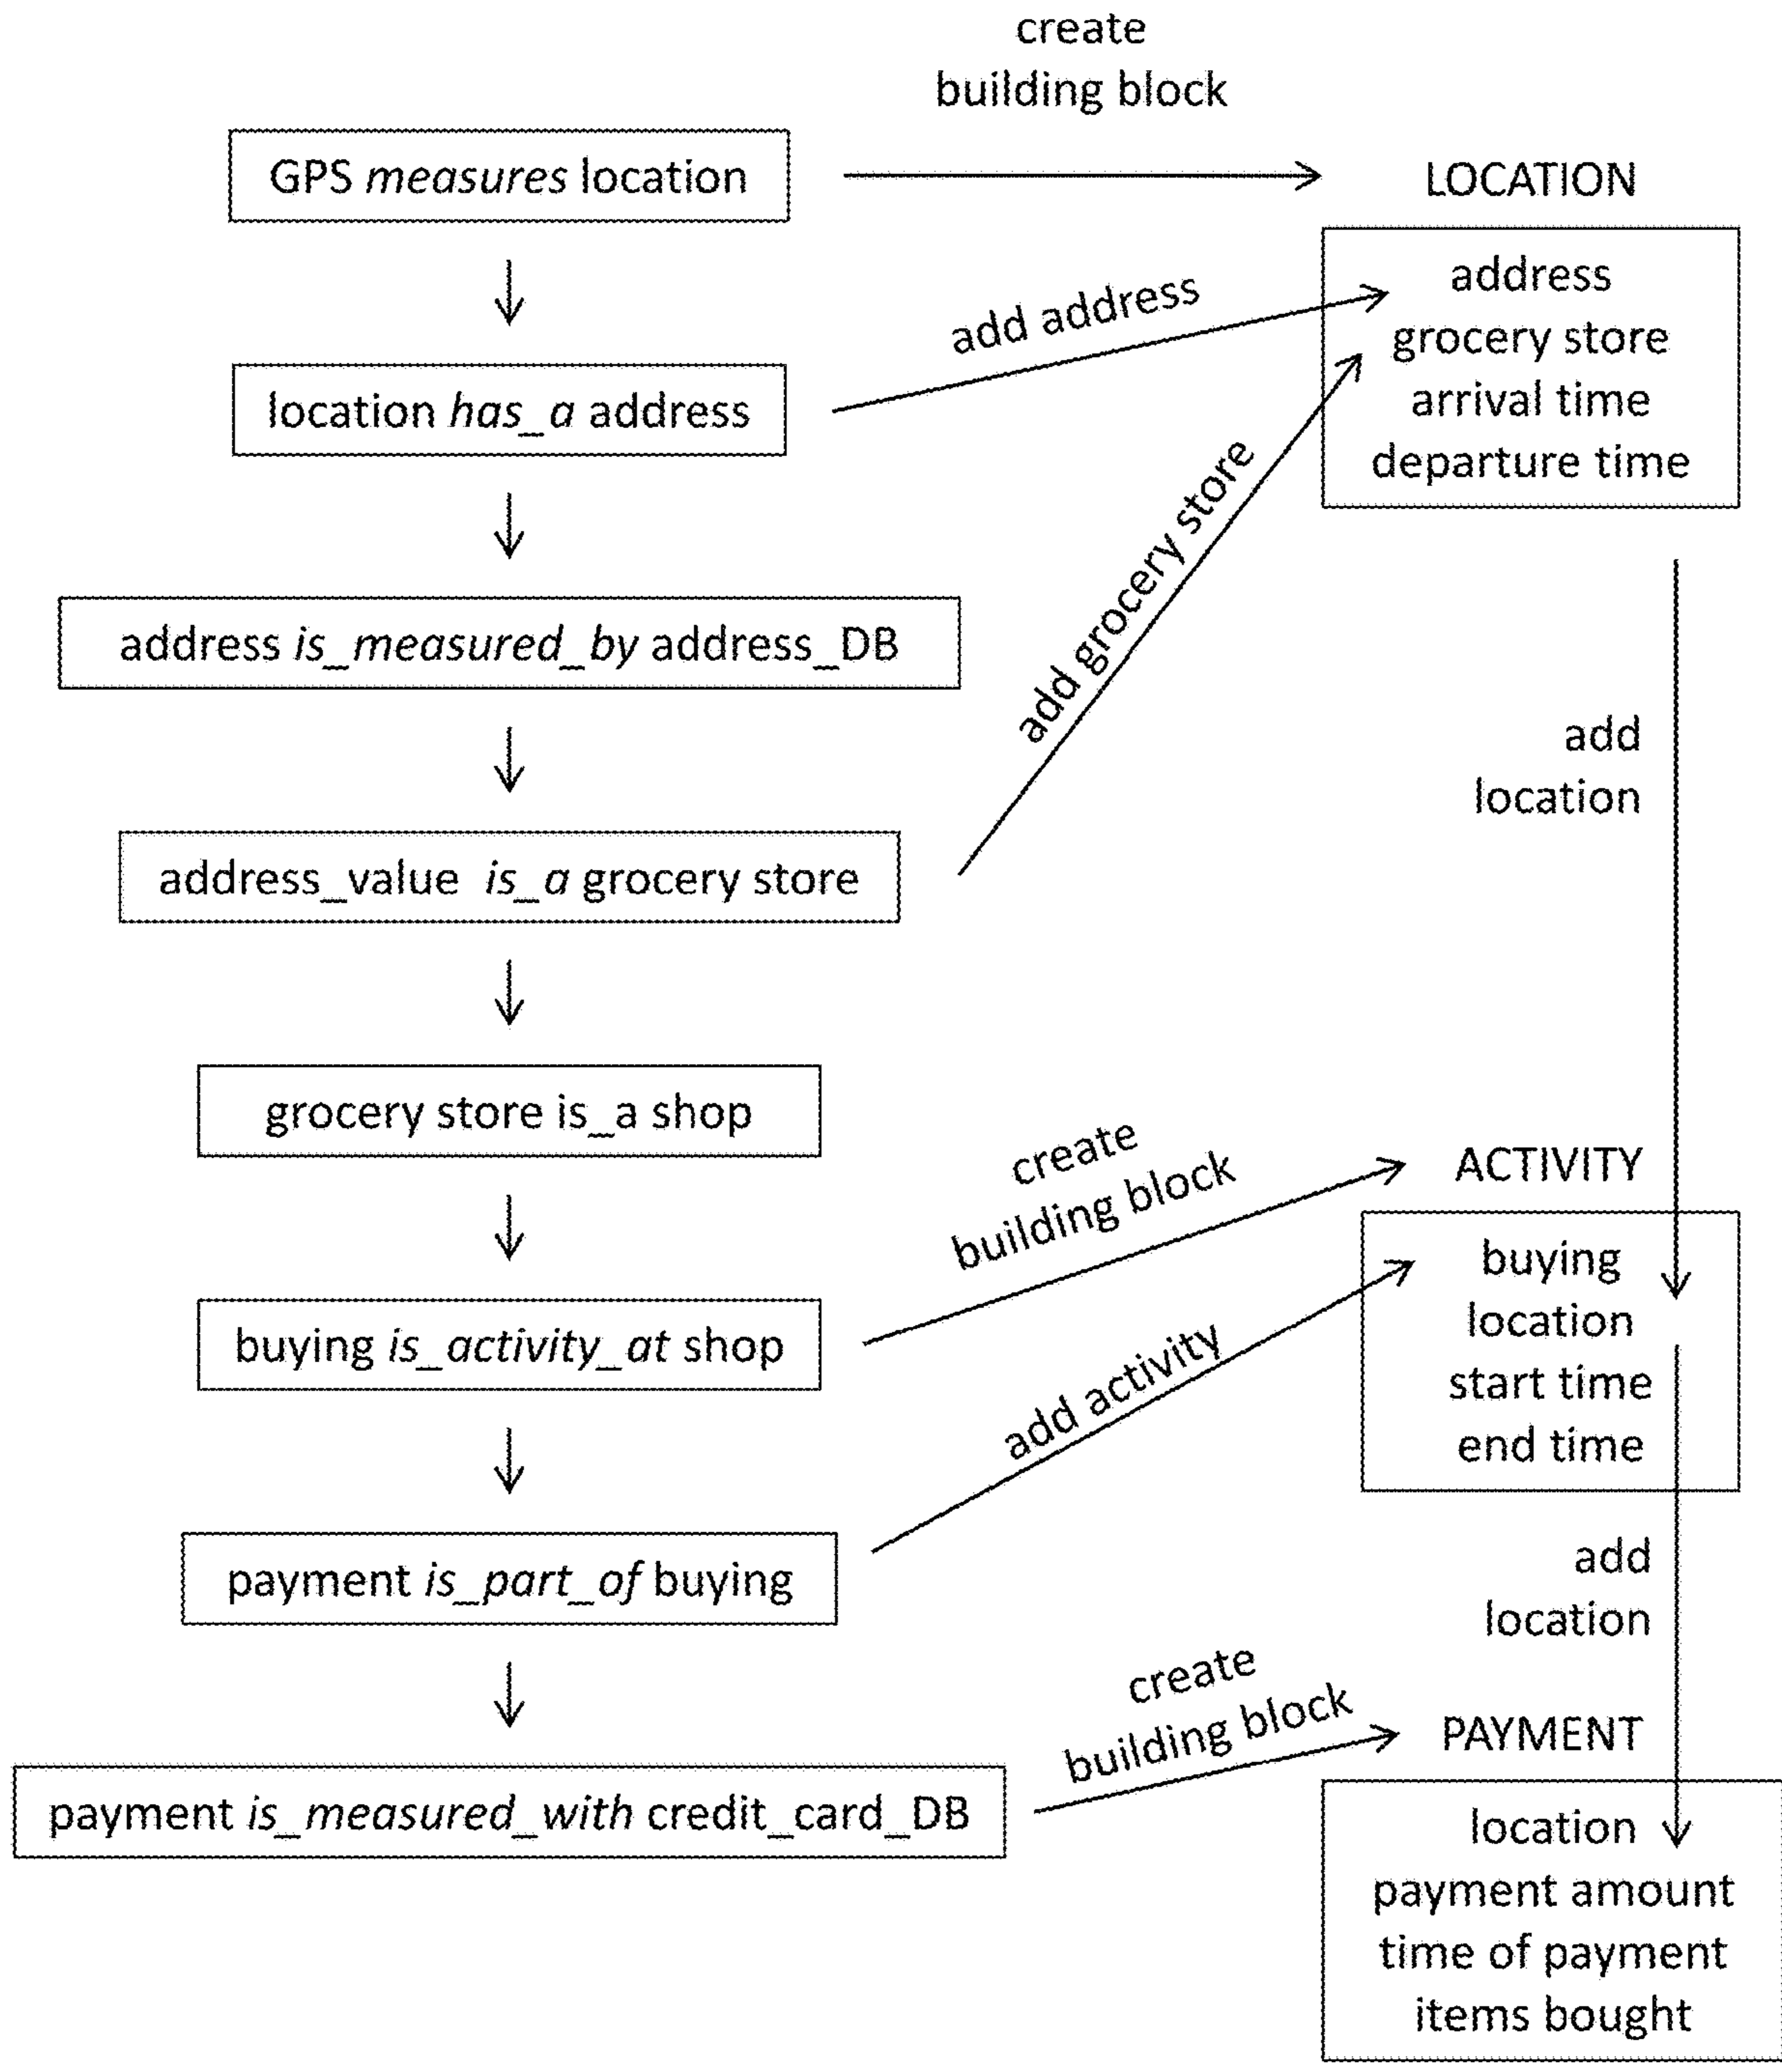 create
building block
GPS measures location
LOCATION
address
grocery store
arrival time
departure time
add address
location has_a address
add grocery store
address is_measured_by address_DB
add
location
address_value is_a grocery store
grocery store is_a shop
create
building block
ACTIVITY
buying
location
start time
end time
buying is_activity_at shop
add activity
payment is_part_of buying
add
location
create
building block
PAYMENT
payment is_measured_with credit_card_DB
location
payment amount
time of payment
items bought